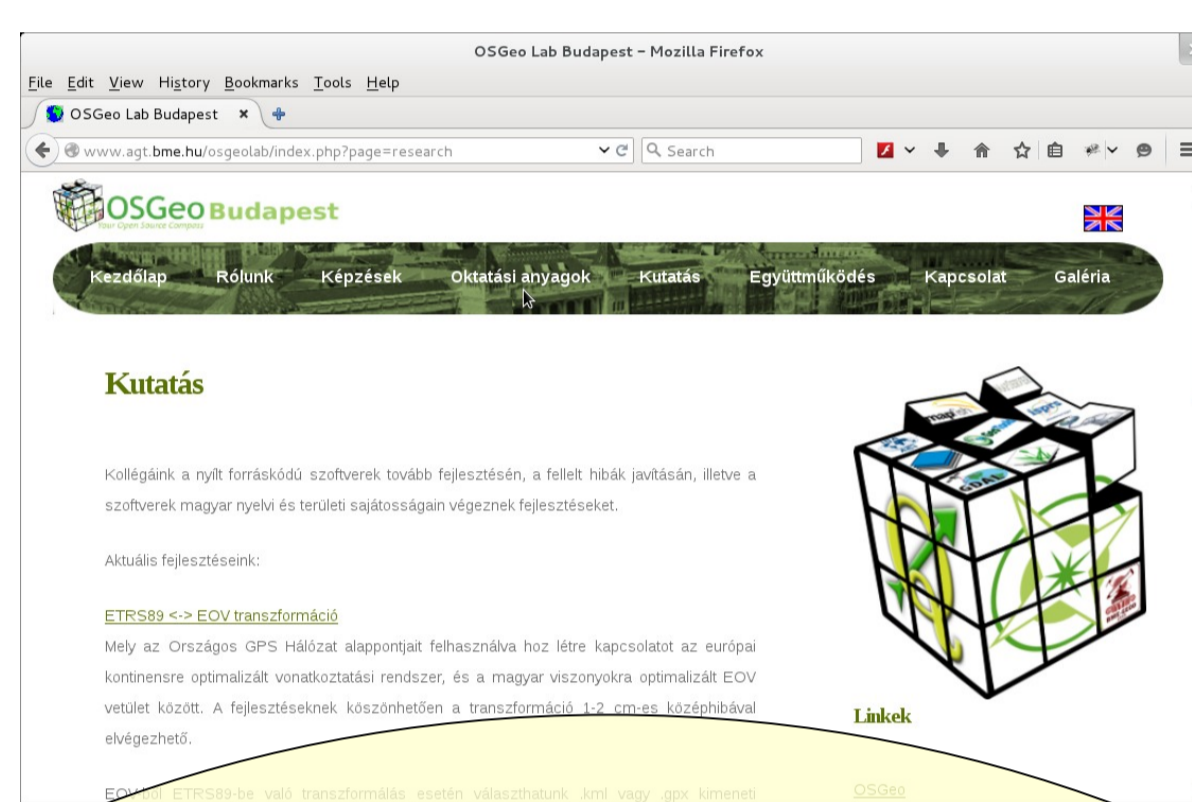 OSGeo Lab Budapest – Mozilla Firefox
File Edit View History Bookmarks Tools Help
OSGeo Lab Budapest
www.agt.bme.hu/osgeolab/index.php?page=research
Search
OSGeo Budapest
Your Open Source Compass
Kezdőlap Rólunk Képzések Oktatási anyagok Kutatás Együttműködés Kapcsolat Galéria
Kutatás
Kollégáink a nyílt forráskódú szoftverek tovább fejlesztésén, a fellelt hibák javításán, illetve a
szoftverek magyar nyelvi és területi sajátosságain végeznek fejlesztéseket.
Aktuális fejlesztéseink:
ETRS89 <-> EOV transzformáció
Mely az Országos GPS Hálózat alappontjait felhasználva hoz létre kapcsolatot az európai
kontinensre optimalizált vonatkoztatási rendszer, és a magyar viszonyokra optimalizált EOV
vetület között. A fejlesztéseknek köszönhetően a transzformáció 1-2 cm-es középhibával
elvégezhető.
EOV-ből ETRS89-be való transzformálás esetén választhatunk .kml vagy .gpx kimeneti
mapfish
isprs
GDAL
Linkek
OSGeo